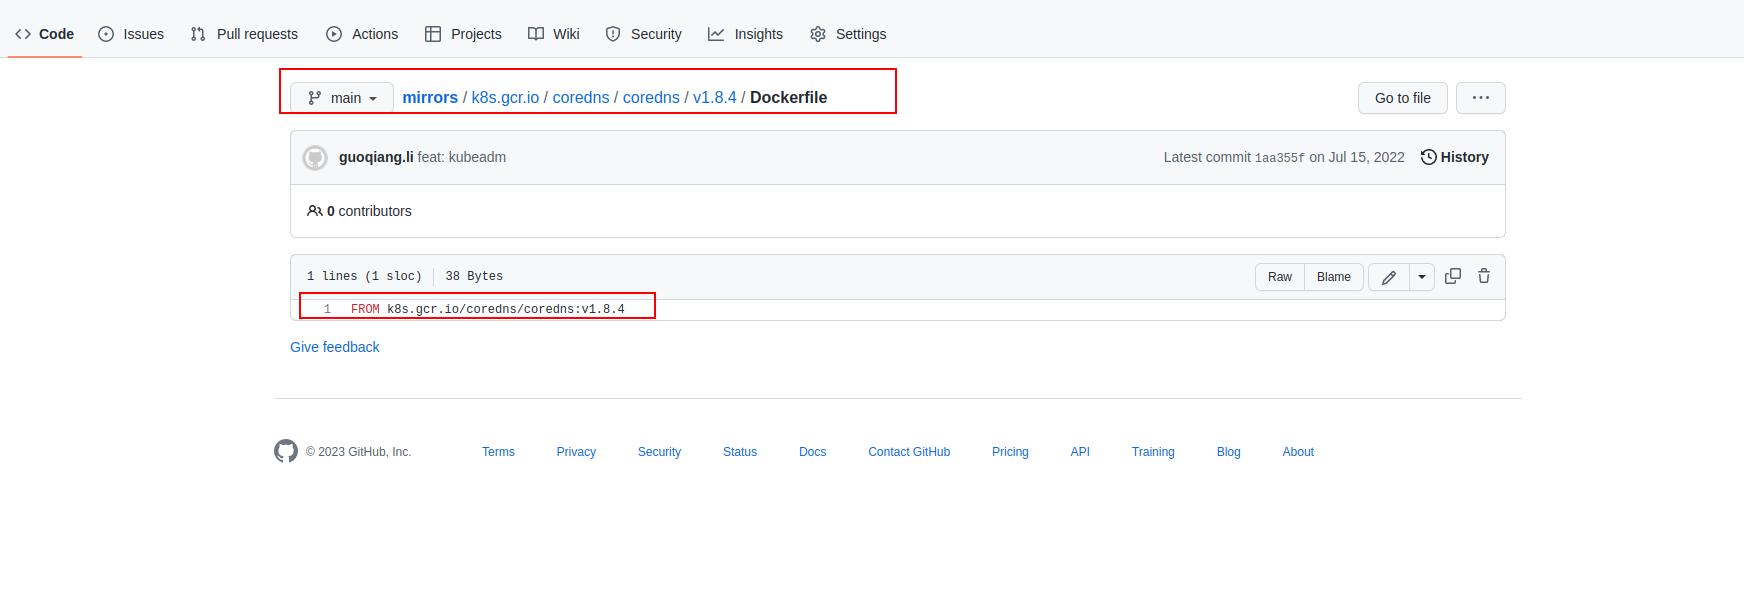 Code Issues Pull requests Actions Projects Wiki Security Insights Settings
main mirrors / k8s.gcr.io / coredns / coredns / v1.8.4 / Dockerfile Go to file ...
guoqiang.li feat: kubeadm Latest commit 1aa355f on Jul 15, 2022 History
0 contributors
1 lines (1 sloc) 38 Bytes Raw Blame
1 FROM k8s.gcr.io/coredns/coredns:v1.8.4
Give feedback
© 2023 GitHub, Inc. Terms Privacy Security Status Docs Contact GitHub Pricing API Training Blog About